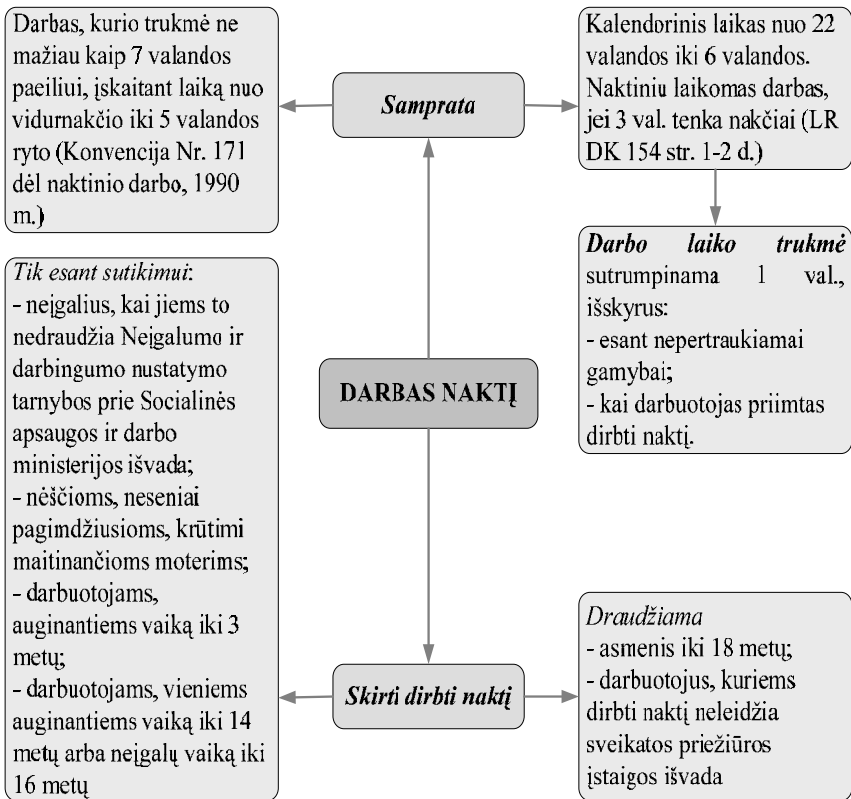 Darbas, kurio trukmė ne
mažiau kaip 7 valandos
paeiliui, įskaitant laiką nuo
vidurnakčio iki 5 valandos
ryto (Konvencija Nr. 171
dėl naktinio darbo, 1990
m.)
Samprata
Kalendorinis laikas nuo 22
valandos iki 6 valandos.
Naktiniu laikomas darbas,
jei 3 val. tenka nakčiai (LR
DK 154 str. 1-2 d.)
Darbo laiko trukmė
sutrumpinama 1 val.,
išskyrus:
- esant nepertraukiamai
gamybai;
- kai darbuotojas priimtas
dirbti naktį.
DARBAS NAKTĮ
Tik esant sutikimui:
- neįgalius, kai jiems to
nedraudžia Neįgalumo ir
darbingumo nustatymo
tarnybos prie Socialinės
apsaugos ir darbo
ministerijos išvada;
- nėščioms, neseniai
pagimdžiusioms, krūtimi
maitinančioms moterims;
- darbuotojams,
auginantiems vaiką iki 3
metų;
- darbuotojams, vieniems
auginantiems vaiką iki 14
metų arba neįgalų vaiką iki
16 metų
Skirti dirbti naktį
Draudžiama
- asmenis iki 18 metų;
- darbuotojus, kuriems
dirbti naktį neleidžia
sveikatos priežiūros
įstaigos išvada